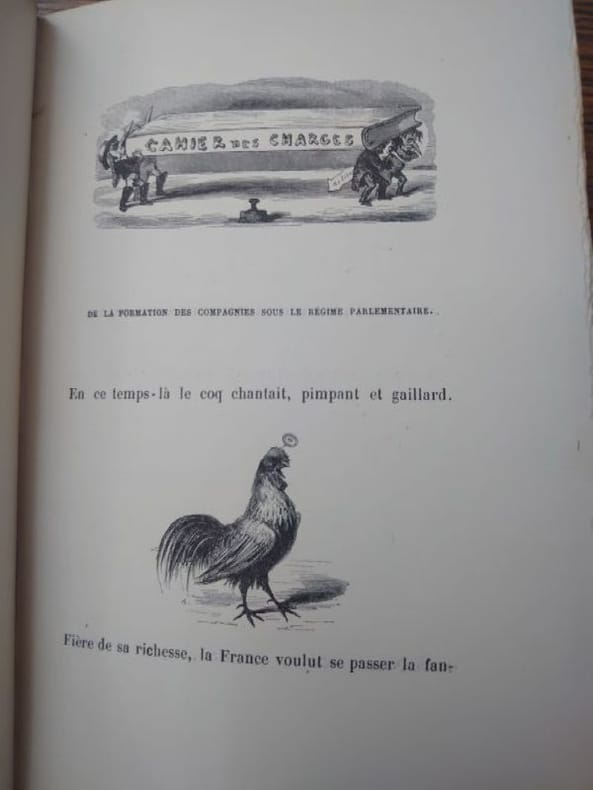 CAHIER DES CHARGES
DE LA FORMATION DES COMPAGNIES SOUS LE RÉGIME PARLEMENTAIRE.
En ce temps-là le coq chantait, pimpant et gaillard.
Fière de sa richesse, la France voulut se passer la fan-